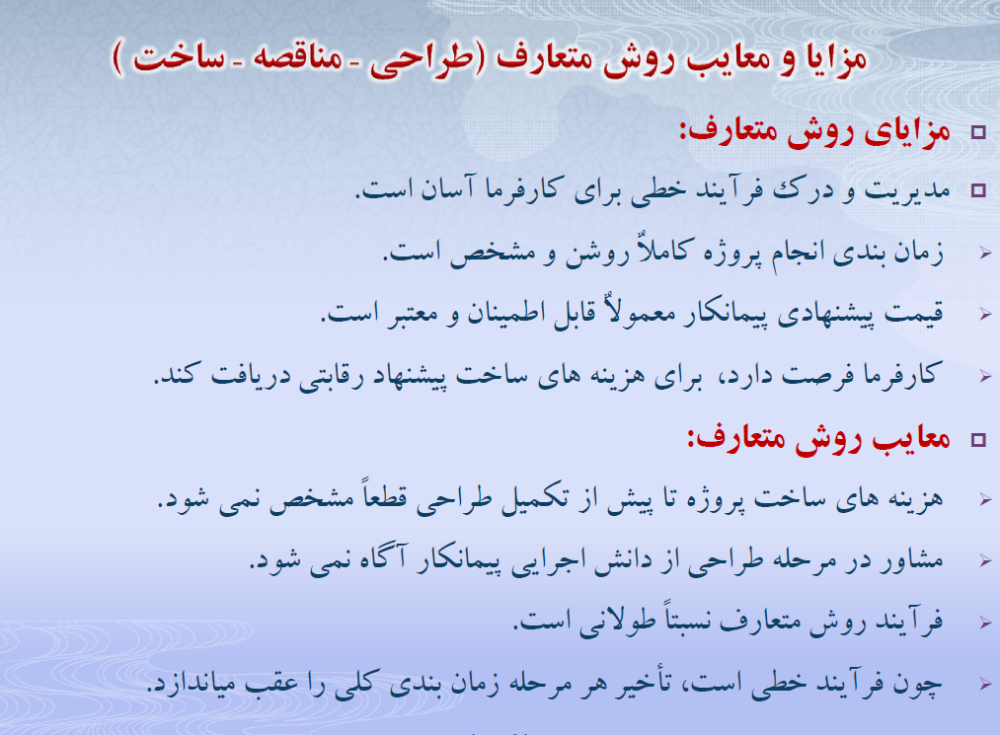 مزایا و معایب روش متعارف (طراحی - مناقصه - ساخت )
مزایای روش متعارف:
مدیریت و درك فرآیند خطی برای کارفرما آسان است.
زمان بندی انجام پروژه کاملاٌ روشن و مشخص است.
قیمت پیشنهادی پیمانکار معمولاٌ قابل اطمینان و معتبر است.
کارفرما فرصت دارد، برای هزینه های ساخت پیشنهاد رقابتی دریافت کند.
معایب روش متعارف:
هزینه های ساخت پروژه تا پیش از تکمیل طراحی قطعاً مشخص نمی شود.
مشاور در مرحله طراحی از دانش اجرایی پیمانکار آگاه نمی شود.
فرآیند روش متعارف نسبتاً طولانی است.
چون فرآیند خطی است، تأخیر هر مرحله زمان بندی کلی را عقب میاندازد.